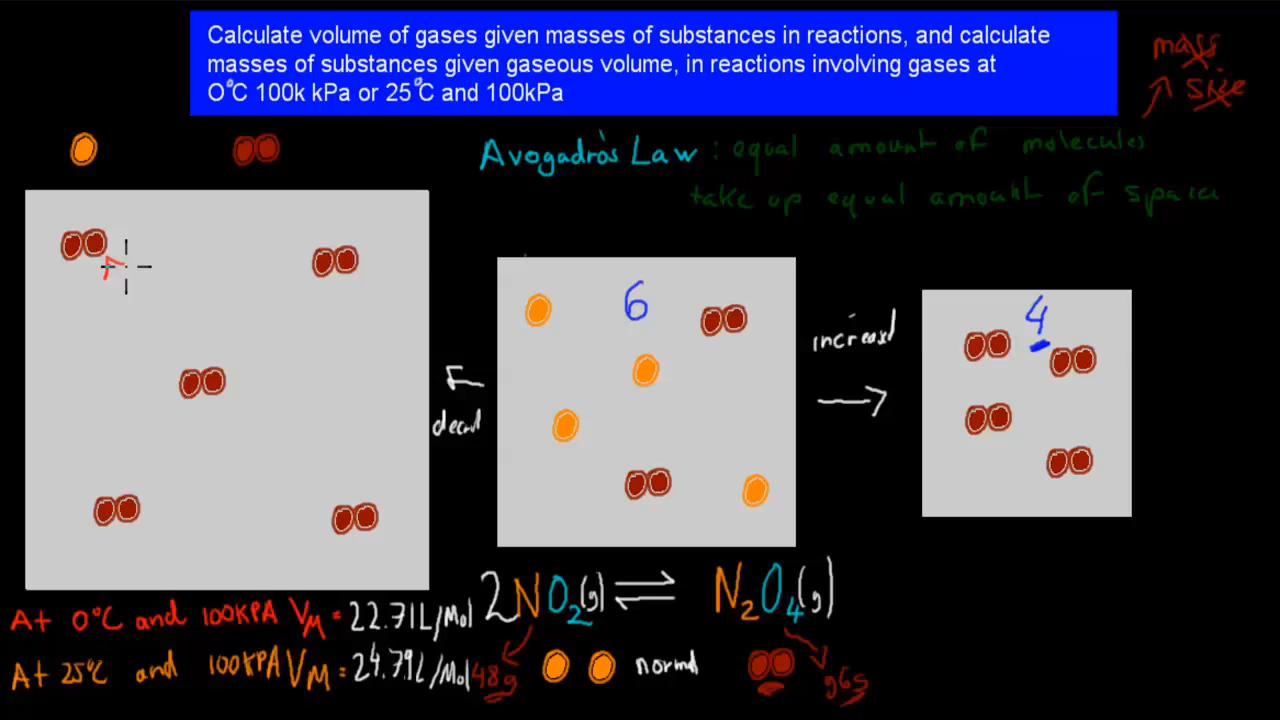 Calculate volume of gases given masses of substances in reactions, and calculate
masses of substances given gaseous volume, in reactions involving gases at
0°C 100k kPa or 25°C and 100kPa
mass
size
Avogadro's Law : equal amount of molecules
take up equal amount of space
6
4
increased
decred
2NO₂(g) ⇌ N₂O₄(g)
At 0°C and 100KPA VM = 22.71L/Mol
At 25°C and 100KPA VM = 24.79L/Mol
48g
normal
96g